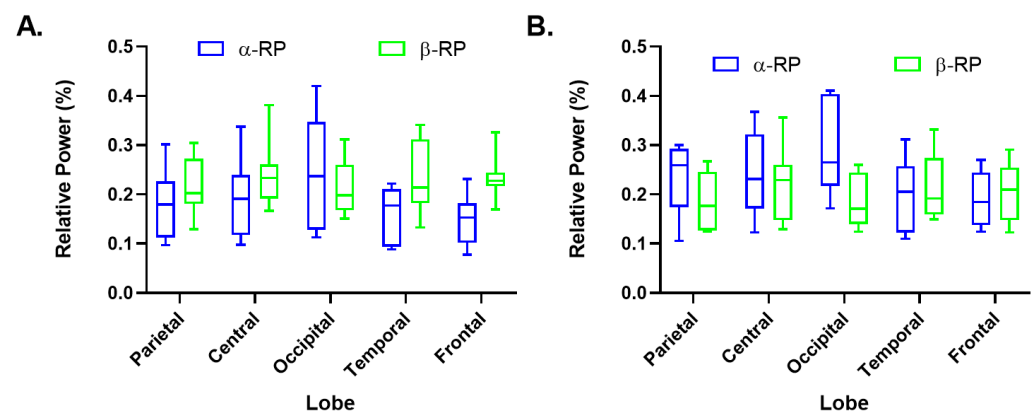 A.
α-RP
β-RP
Relative Power (%)
0.5
0.4
0.3
0.2
0.1
0.0
Parietal
Central
Occipital
Temporal
Frontal
Lobe
B.
α-RP
β-RP
Relative Power (%)
0.5
0.4
0.3
0.2
0.1
0.0
Parietal
Central
Occipital
Temporal
Frontal
Lobe